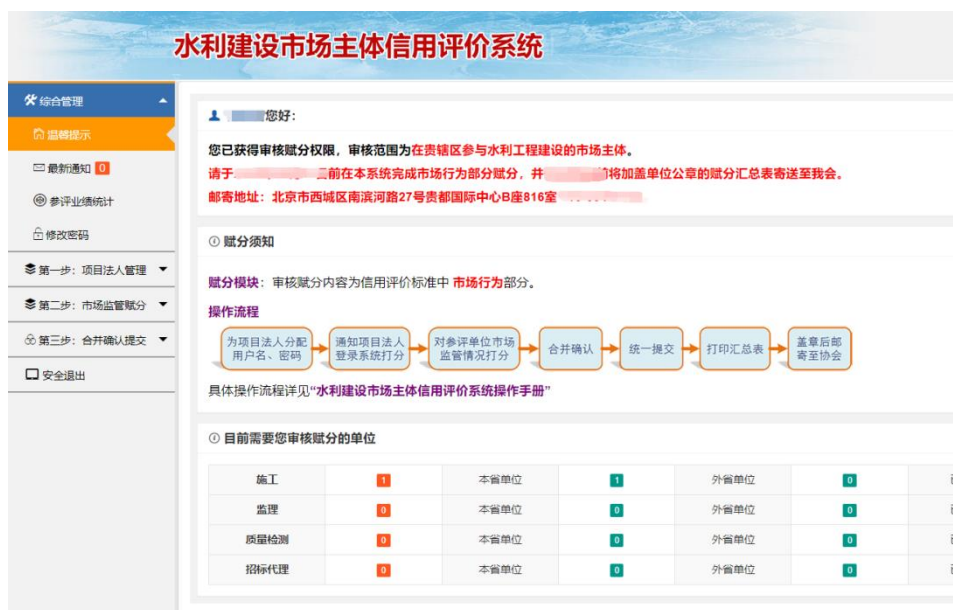 水利建设市场主体信用评价系统
综合管理
温馨提示
最新通知 0
参评业绩统计
修改密码
第一步：项目法人管理
第二步：市场监管赋分
第三步：合并确认提交
安全退出
您好：
您已获得审核赋分权限，审核范围为在贵辖区参与水利工程建设的市场主体。
请于 前在本系统完成市场行为部分赋分，并 前将加盖单位公章的赋分汇总表寄送至我会。
邮寄地址：北京市西城区南滨河路27号贵都国际中心B座816室
赋分须知
赋分模块：审核赋分内容为信用评价标准中 市场行为部分。
操作流程
为项目法人分配
用户名、密码
通知项目法人
登录系统打分
对参评单位市场
监管情况打分
合并确认
统一提交
打印汇总表
盖章后邮
寄至协会
具体操作流程详见“水利建设市场主体信用评价系统操作手册”
目前需要您审核赋分的单位
施工 1 本省单位 1 外省单位 0
监理 0 本省单位 0 外省单位 0
质量检测 0 本省单位 0 外省单位 0
招标代理 0 本省单位 0 外省单位 0